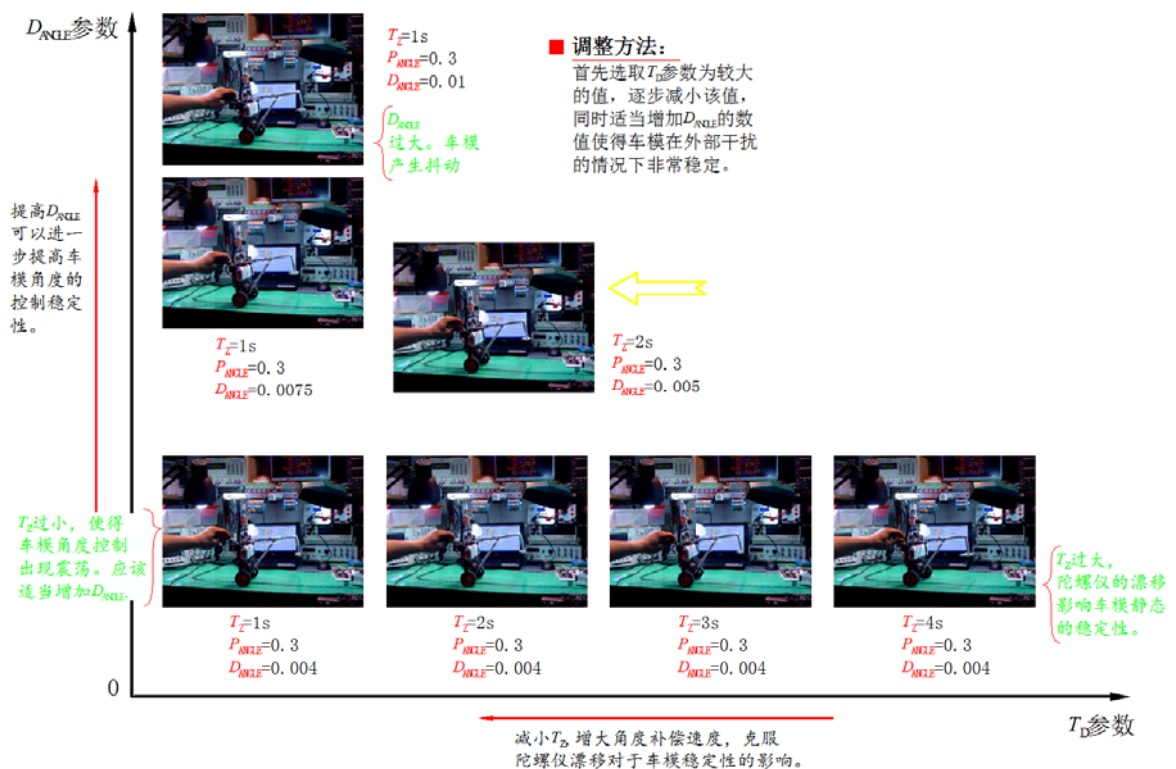 D_ANGLE参数
T_Z=1s
P_ANGLE=0.3
D_ANGLE=0.01
D_ANGLE
过大。车模
产生抖动
■ 调整方法：
首先选取T_D参数为较大
的值，逐步减小该值，
同时适当增加D_ANGLE的数
值使得车模在外部干扰
的情况下非常稳定。
提高D_ANGLE
可以进一
步提高车
模角度的
控制稳定
性。
T_Z=1s
P_ANGLE=0.3
D_ANGLE=0.0075
T_Z=2s
P_ANGLE=0.3
D_ANGLE=0.005
T_Z过小，使得
车模角度控制
出现震荡。应该
适当增加D_ANGLE.
T_Z过大，
陀螺仪的漂移
影响车模静态
的稳定性。
T_Z=1s
P_ANGLE=0.3
D_ANGLE=0.004
T_Z=2s
P_ANGLE=0.3
D_ANGLE=0.004
T_Z=3s
P_ANGLE=0.3
D_ANGLE=0.004
T_Z=4s
P_ANGLE=0.3
D_ANGLE=0.004
0
T_D参数
减小T_Z,增大角度补偿速度，克服
陀螺仪漂移对于车模稳定性的影响。